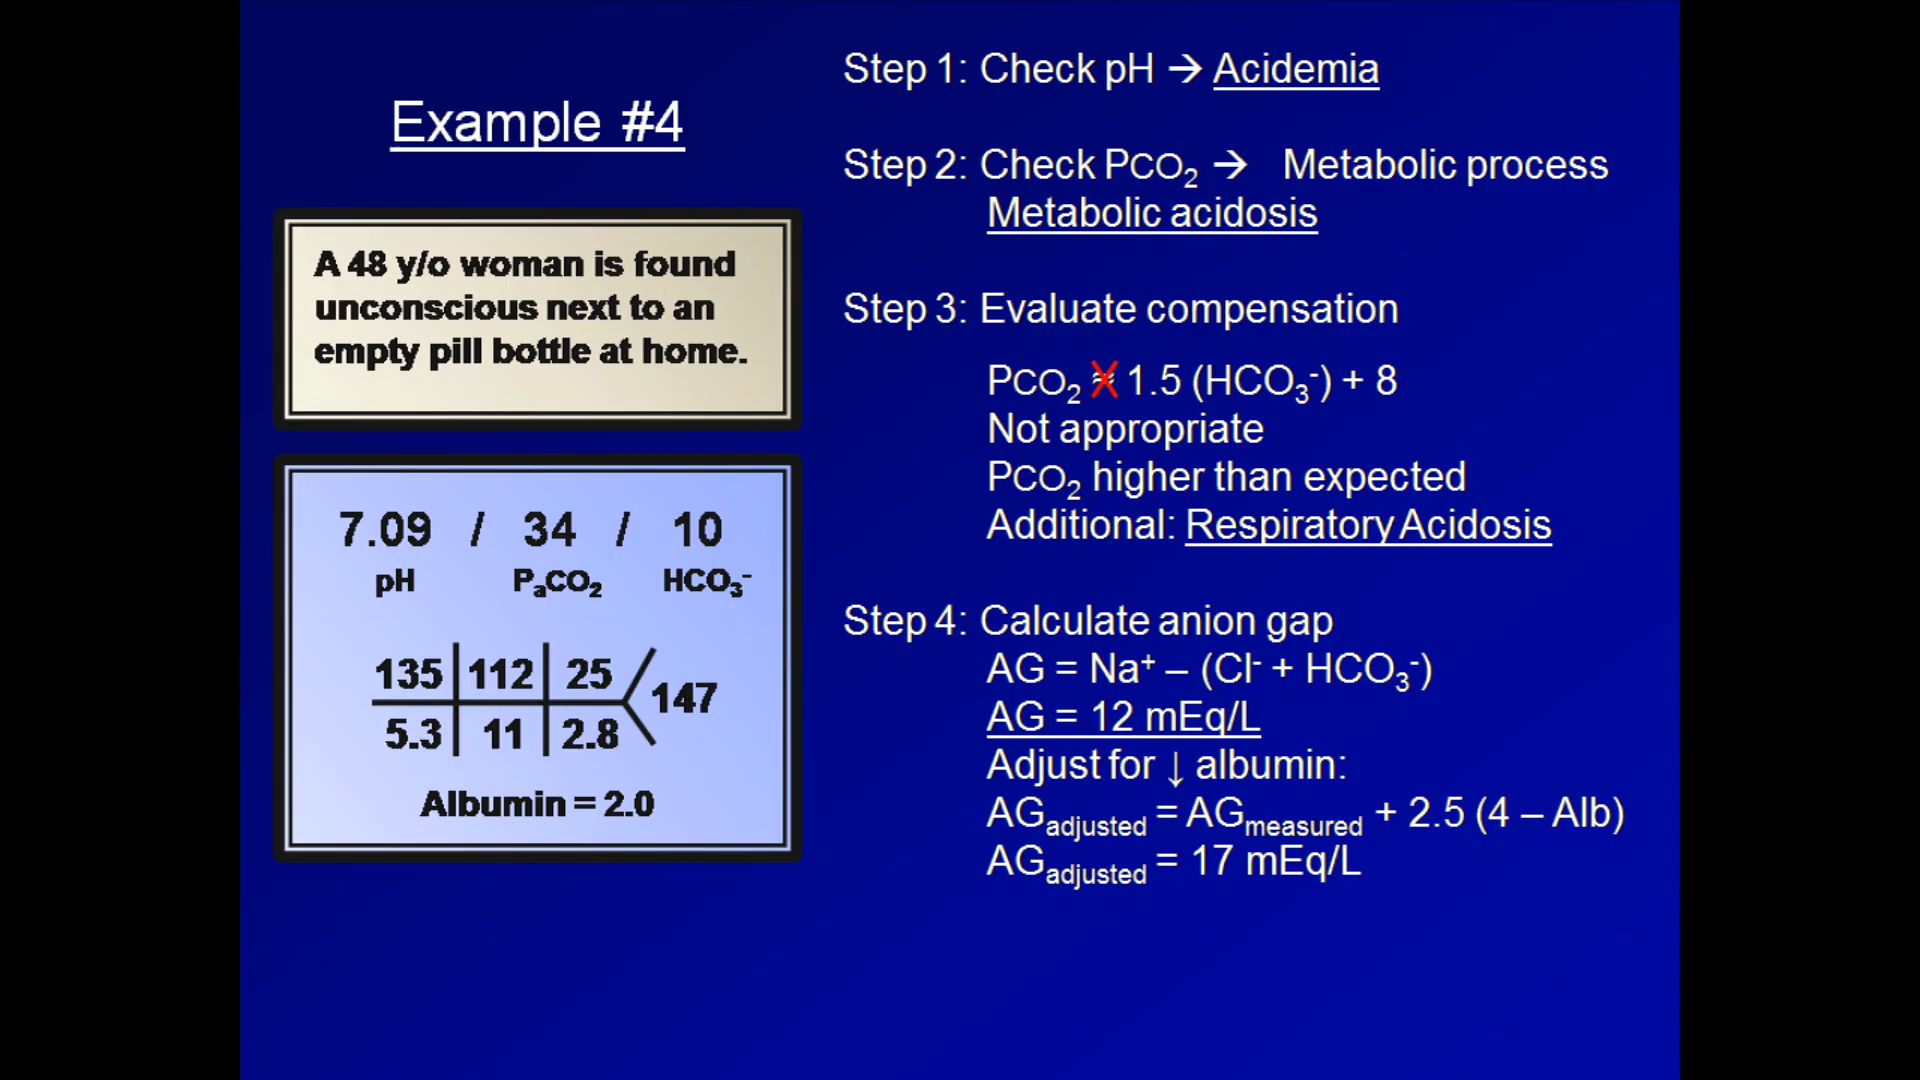 Example #4
A 48 y/o woman is found
unconscious next to an
empty pill bottle at home.
7.09 / 34 / 10
pH PaCO₂ HCO₃⁻
135 112 25
147
5.3 11 2.8
Albumin = 2.0
Step 1: Check pH → Acidemia
Step 2: Check PCO₂ → Metabolic process
Metabolic acidosis
Step 3: Evaluate compensation
PCO₂ ≈ 1.5 (HCO₃⁻) + 8
Not appropriate
PCO₂ higher than expected
Additional: Respiratory Acidosis
Step 4: Calculate anion gap
AG = Na⁺ – (Cl⁻ + HCO₃⁻)
AG = 12 mEq/L
Adjust for ↓ albumin:
AGadjusted = AGmeasured + 2.5 (4 – Alb)
AGadjusted = 17 mEq/L